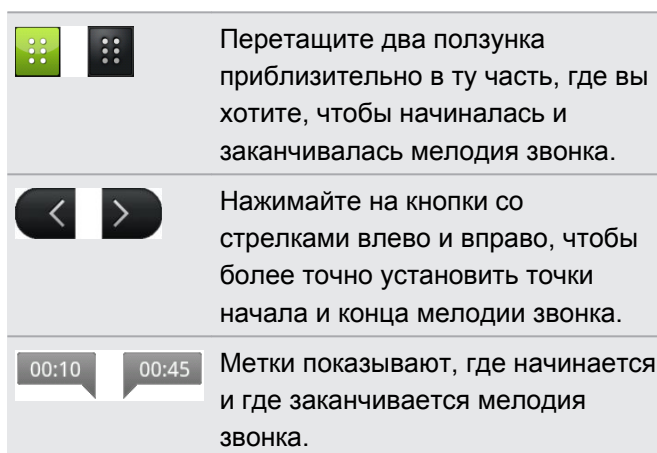 Перетащите два ползунка
приблизительно в ту часть, где вы
хотите, чтобы начиналась и
заканчивалась мелодия звонка.
Нажимайте на кнопки со
стрелками влево и вправо, чтобы
более точно установить точки
начала и конца мелодии звонка.
00:10 00:45 Метки показывают, где начинается
и где заканчивается мелодия
звонка.